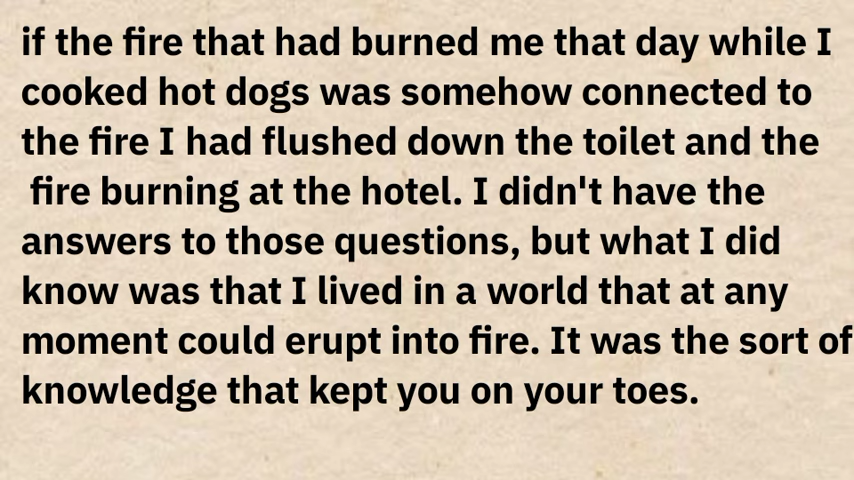 if the fire that had burned me that day while I
cooked hot dogs was somehow connected to
the fire I had flushed down the toilet and the
fire burning at the hotel. I didn't have the
answers to those questions, but what I did
know was that I lived in a world that at any
moment could erupt into fire. It was the sort of
knowledge that kept you on your toes.